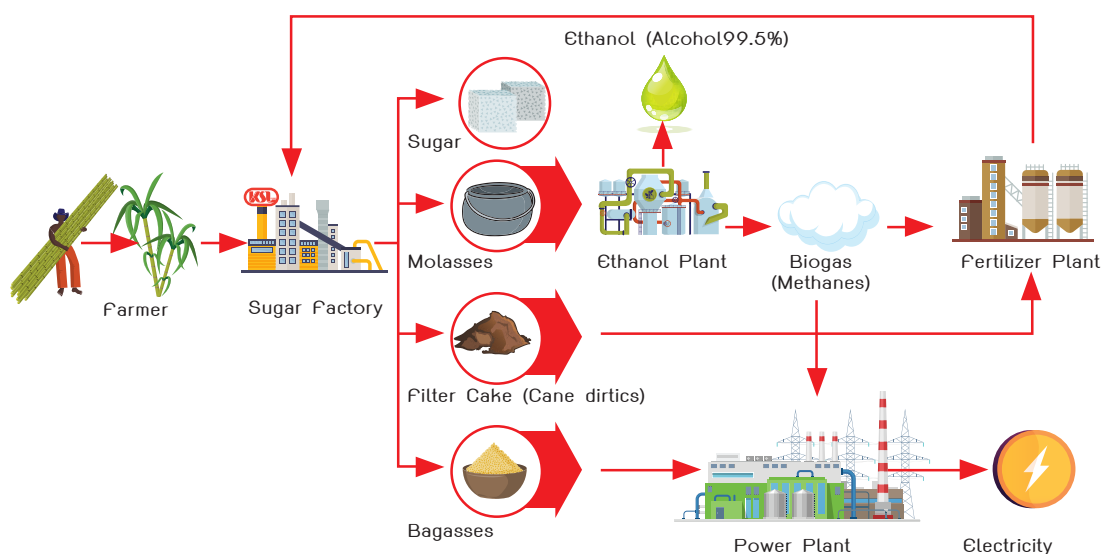 Ethanol (Alcohol99.5%)
Sugar
KSL
Molasses
Ethanol Plant
Biogas
(Methanes)
Fertilizer Plant
Farmer
Sugar Factory
Filter Cake (Cane dirtics)
Bagasses
Power Plant
Electricity